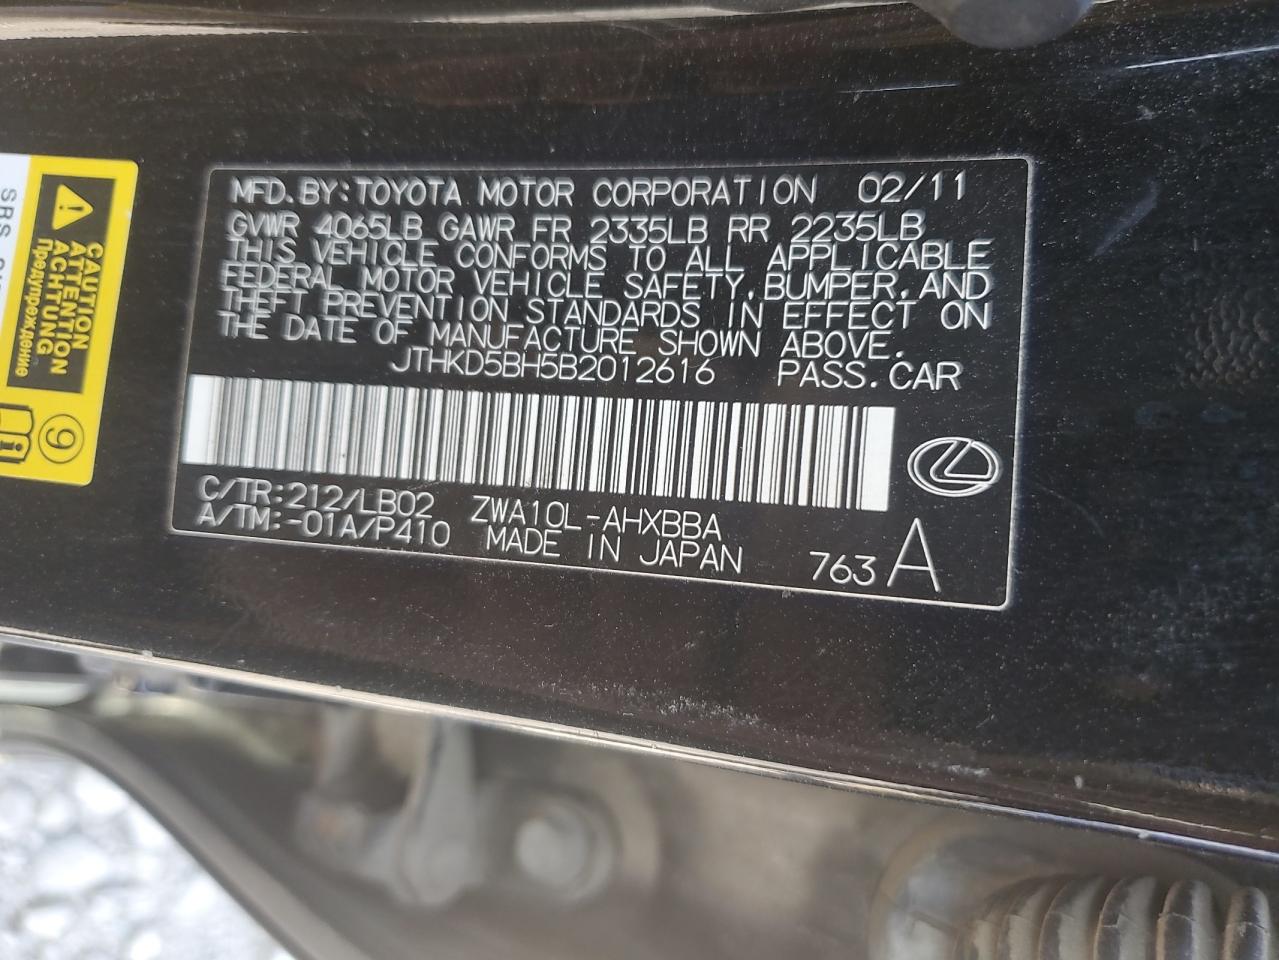 MFD. BY: TOYOTA MOTOR CORPORATION 02/11
GVWR 4065LB GAWR FR 2335LB RR 2235LB
THIS VEHICLE CONFORMS TO ALL APPLICABLE
FEDERAL MOTOR VEHICLE SAFETY, BUMPER, AND
THEFT PREVENTION STANDARDS IN EFFECT ON
THE DATE OF MANUFACTURE SHOWN ABOVE.
JTHKD5BH5B2012616 PASS. CAR
C/TR: 212/LB02 ZWA10L-AHXBBA
A/TM: -01A/P410 MADE IN JAPAN 763 A
CAUTION
ATTENTION
ACHTUNG
Предупреждение
9
i
SRS